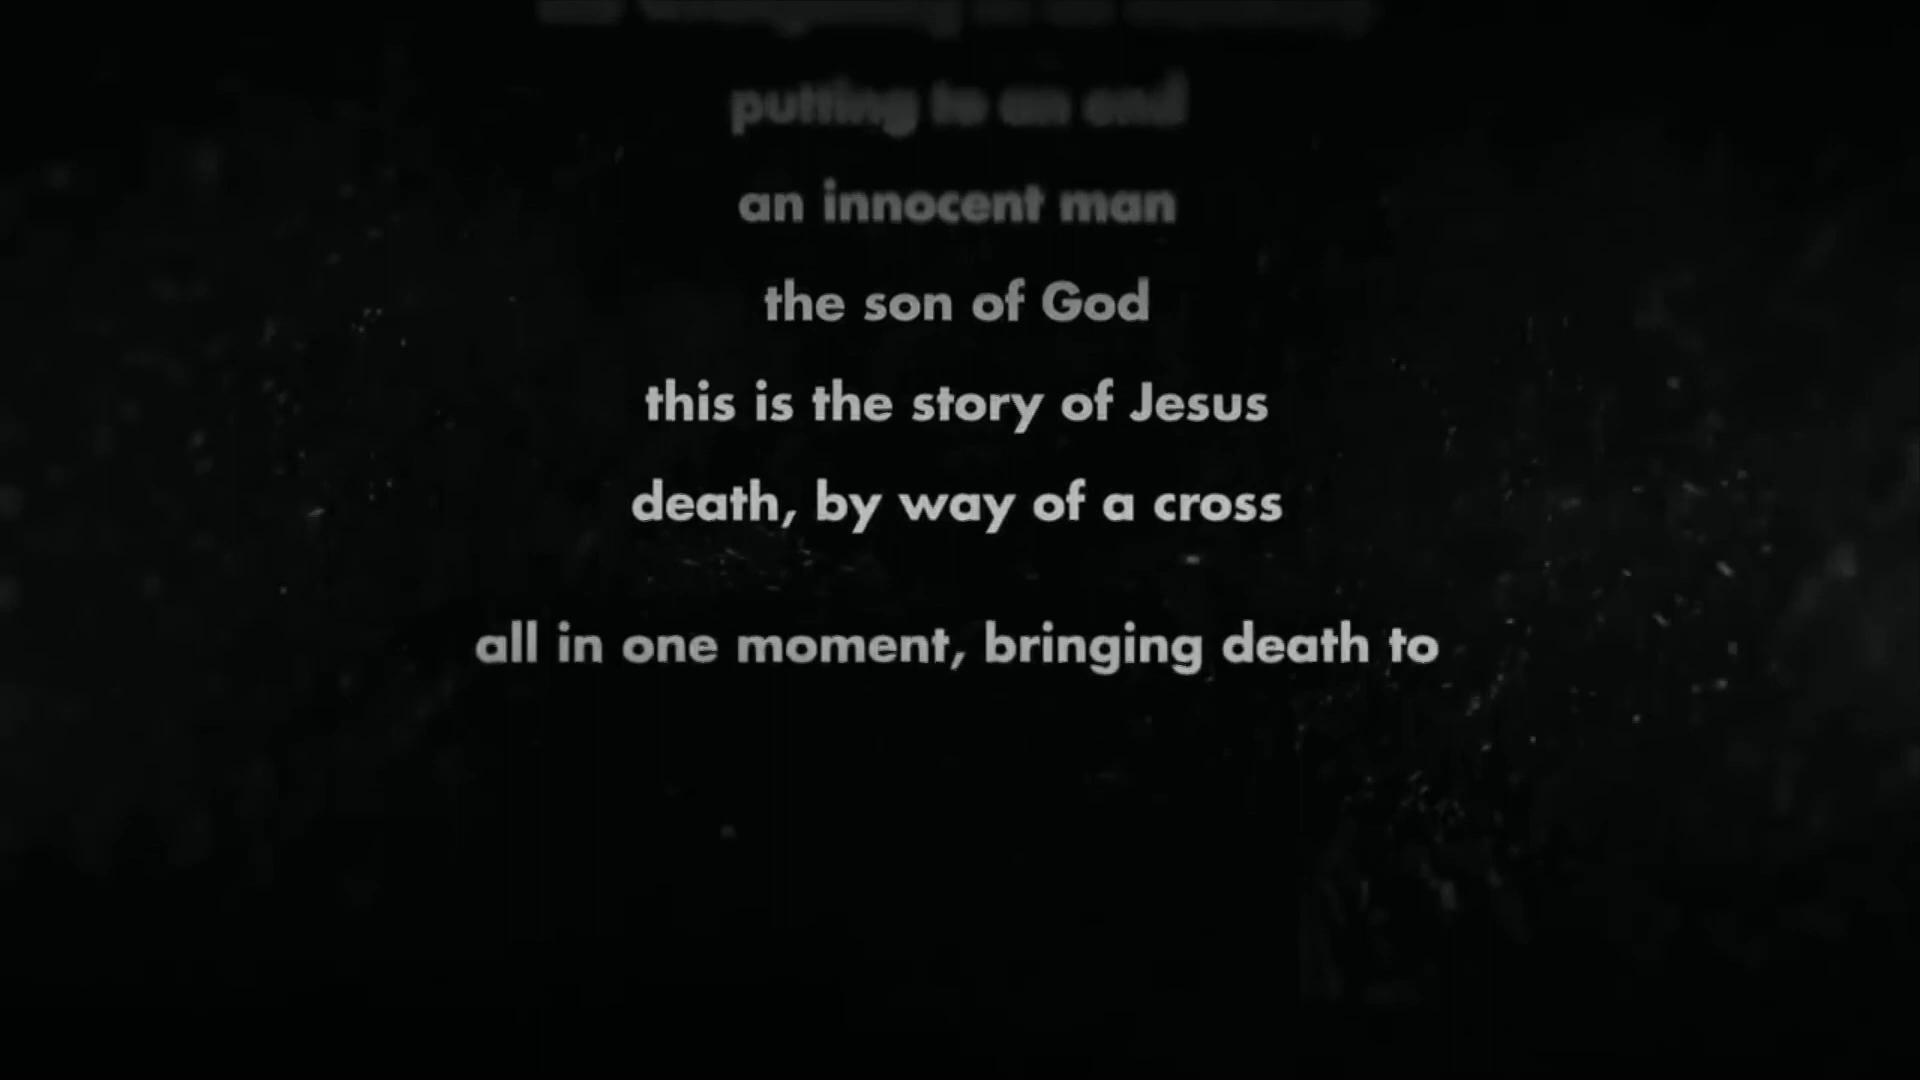 putting to an end
an innocent man
the son of God
this is the story of Jesus
death, by way of a cross
all in one moment, bringing death to